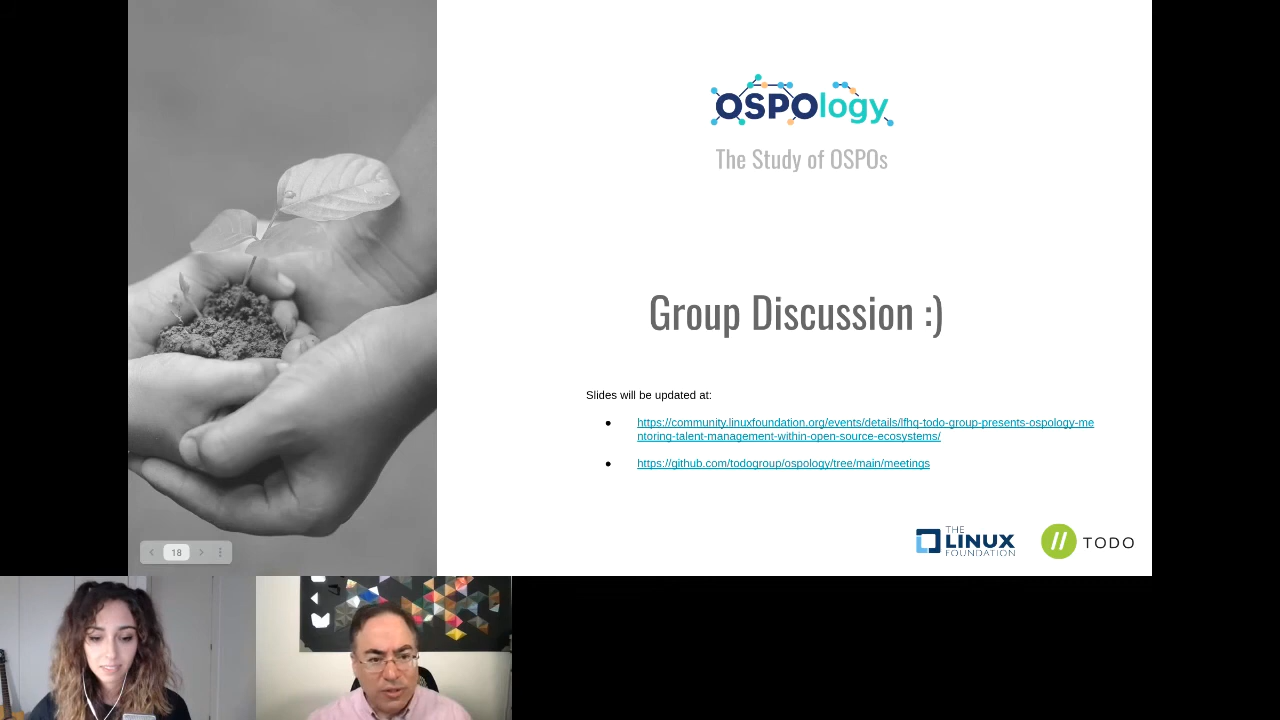 OSPOlogy
The Study of OSPOs
Group Discussion :)
Slides will be updated at:
● https://community.linuxfoundation.org/events/details/lfhq-todo-group-presents-ospology-me
ntoring-talent-management-within-open-source-ecosystems/
● https://github.com/todogroup/ospology/tree/main/meetings
THE
LINUX
FOUNDATION
// TODO
18